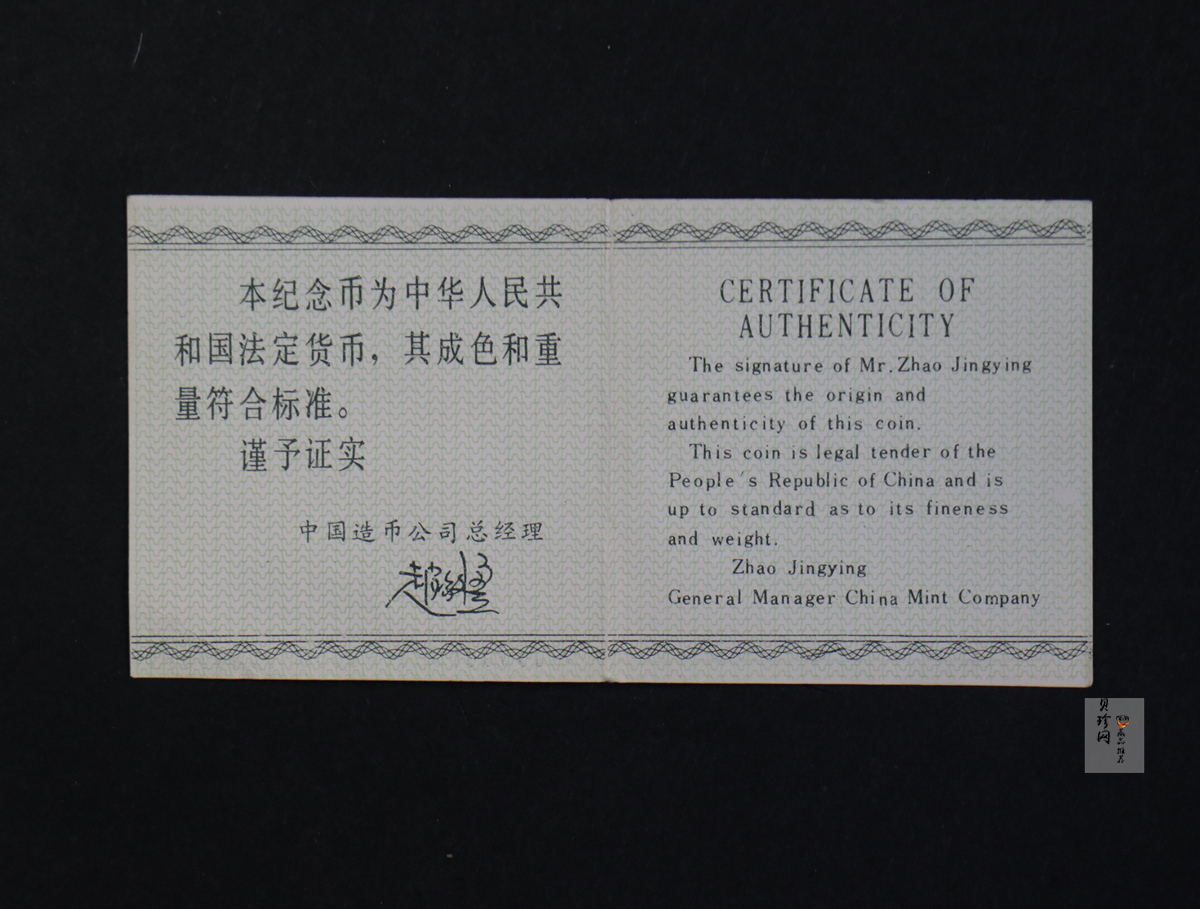 本纪念币为中华人民共
和国法定货币，其成色和重
量符合标准。
谨予证实
中国造币公司总经理
CERTIFICATE OF
AUTHENTICITY
The signature of Mr. Zhao Jingying
guarantees the origin and
authenticity of this coin.
This coin is legal tender of the
People's Republic of China and is
up to standard as to its fineness
and weight.
Zhao Jingying
General Manager China Mint Company
贝珍网